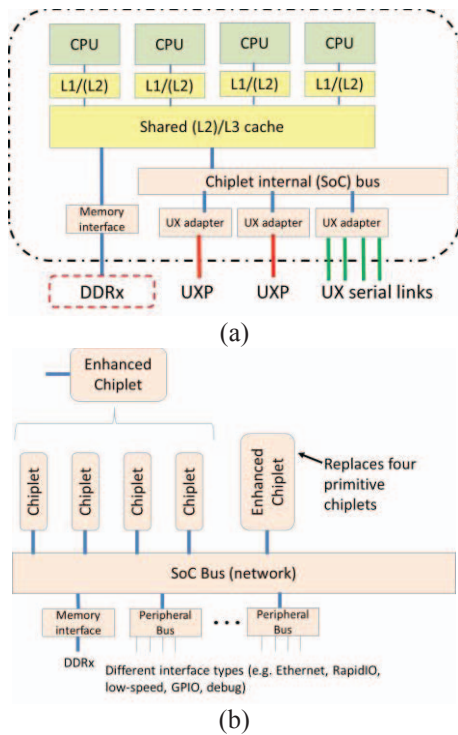 CPU CPU CPU CPU
L1/(L2) L1/(L2) L1/(L2) L1/(L2)
Shared (L2)/L3 cache
Chiplet internal (SoC) bus
Memory
interface
UX adapter UX adapter UX adapter
DDRx UXP UXP UX serial links
(a)
Enhanced
Chiplet
Chiplet
Chiplet
Chiplet
Chiplet
Enhanced
Chiplet
Replaces four
primitive
chiplets
SoC Bus (network)
Memory
interface
Peripheral
Bus
Peripheral
Bus
DDRx
Different interface types (e.g. Ethernet, RapidIO,
low-speed, GPIO, debug)
(b)